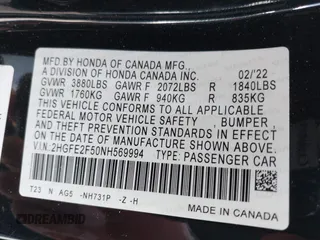 MFD BY HONDA OF CANADA MFG.,
A DIVISION OF HONDA CANADA INC. 02/'22
GVWR 3880LBS GAWR F 2072LBS R 1840LBS
GVWR 1760KG GAWR F 940KG R 835KG
THIS VEHICLE CONFORMS TO ALL APPLICABLE
FEDERAL MOTOR VEHICLE SAFETY, BUMPER,
AND THEFT PREVENTION STANDARDS IN EFFECT ON
THE DATE OF MANUFACTURE SHOWN ABOVE.
V.I.N:2HGFE2F50NH569994 TYPE:PASSENGER CAR
T23 N AG5 -NH731P -Z -H
MADE IN CANADA
DREAMBID